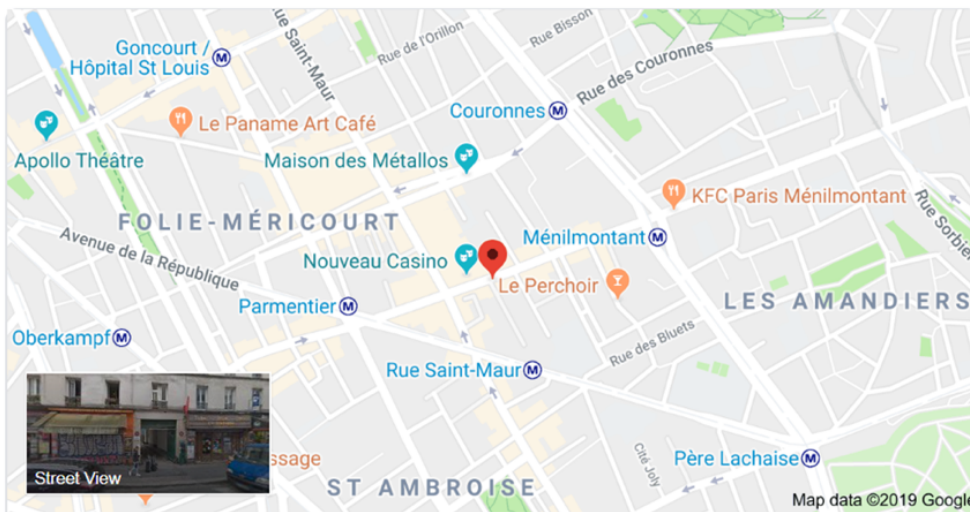 Goncourt /
Hôpital St Louis
Rue Saint-Maur
Rue de l'Orillon
Rue Bisson
Rue des Couronnes
Couronnes
Le Paname Art Café
Apollo Théâtre
Maison des Métallos
KFC Paris Ménilmontant
Rue Sorbier
FOLIE-MÉRICOURT
Avenue de la République
Ménilmontant
Nouveau Casino
Le Perchoir
LES AMANDIERS
Parmentier
Oberkampf
Rue des Bluets
Rue Saint-Maur
Street View
ssage
Cité Joly
Père Lachaise
ST AMBROISE
Map data ©2019 Google